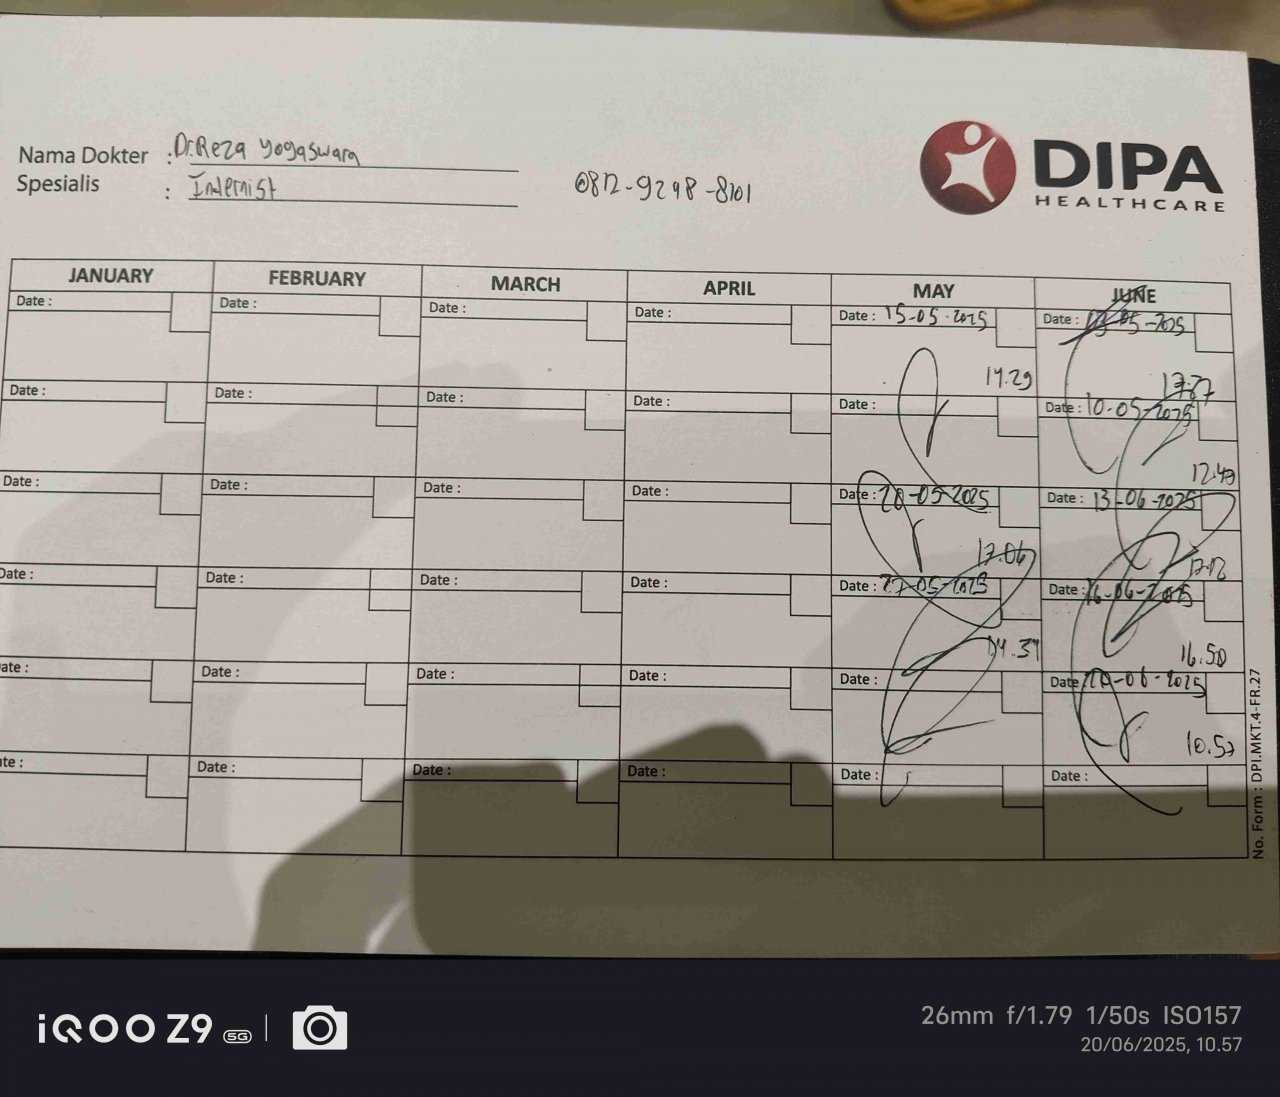 Nama Dokter : Dr. Reza Yogaswara
Spesialis : Internist
0812-9298-8101
DIPA
HEALTHCARE
JANUARY FEBRUARY MARCH APRIL MAY JUNE
Date : Date : Date : Date : Date : 15-05-2025 Date : -05-2025
14.29 17.27
Date : Date : Date : Date : Date : Date : 10-05-2025
12.49
Date : Date : Date : Date : Date : 20-05-2025 Date : 13-06-2025
17.06 17.12
Date : Date : Date : Date : Date : 27-05-2025 Date : 16-06-2025
14.37 16.50
ate : Date : Date : Date : Date : Date : 20-06-2025
10.57
ate : Date : Date : Date : Date : Date :
No. Form : DPI.MKT.4-FR.27
iQOO Z9 5G
26mm f/1.79 1/50s ISO157
20/06/2025, 10.57